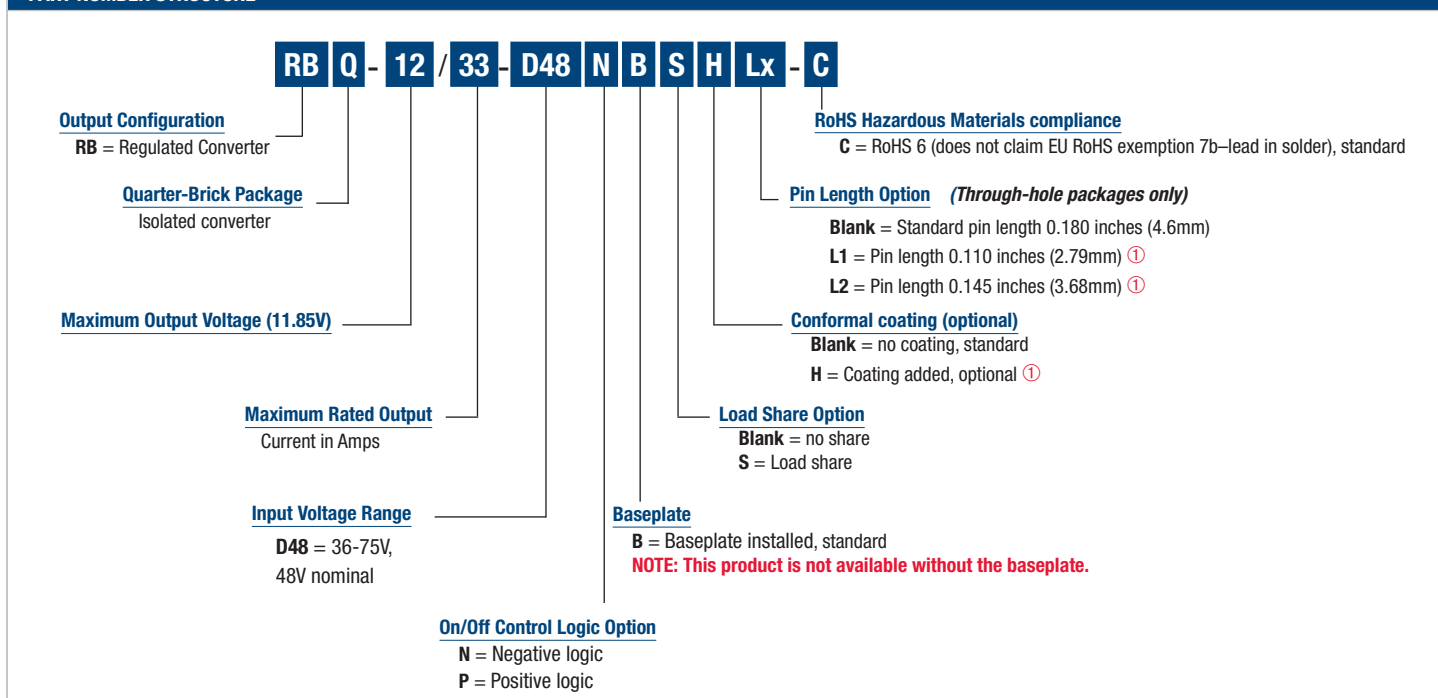 PART NUMBER STRUCTURE
RB Q - 12 / 33 - D48 N B S H Lx - C
Output Configuration
RB = Regulated Converter
RoHS Hazardous Materials compliance
C = RoHS 6 (does not claim EU RoHS exemption 7b–lead in solder), standard
Quarter-Brick Package
Isolated converter
Pin Length Option (Through-hole packages only)
Blank = Standard pin length 0.180 inches (4.6mm)
L1 = Pin length 0.110 inches (2.79mm) ①
L2 = Pin length 0.145 inches (3.68mm) ①
Maximum Output Voltage (11.85V)
Conformal coating (optional)
Blank = no coating, standard
H = Coating added, optional ①
Maximum Rated Output
Current in Amps
Load Share Option
Blank = no share
S = Load share
Input Voltage Range
D48 = 36-75V,
48V nominal
Baseplate
B = Baseplate installed, standard
NOTE: This product is not available without the baseplate.
On/Off Control Logic Option
N = Negative logic
P = Positive logic